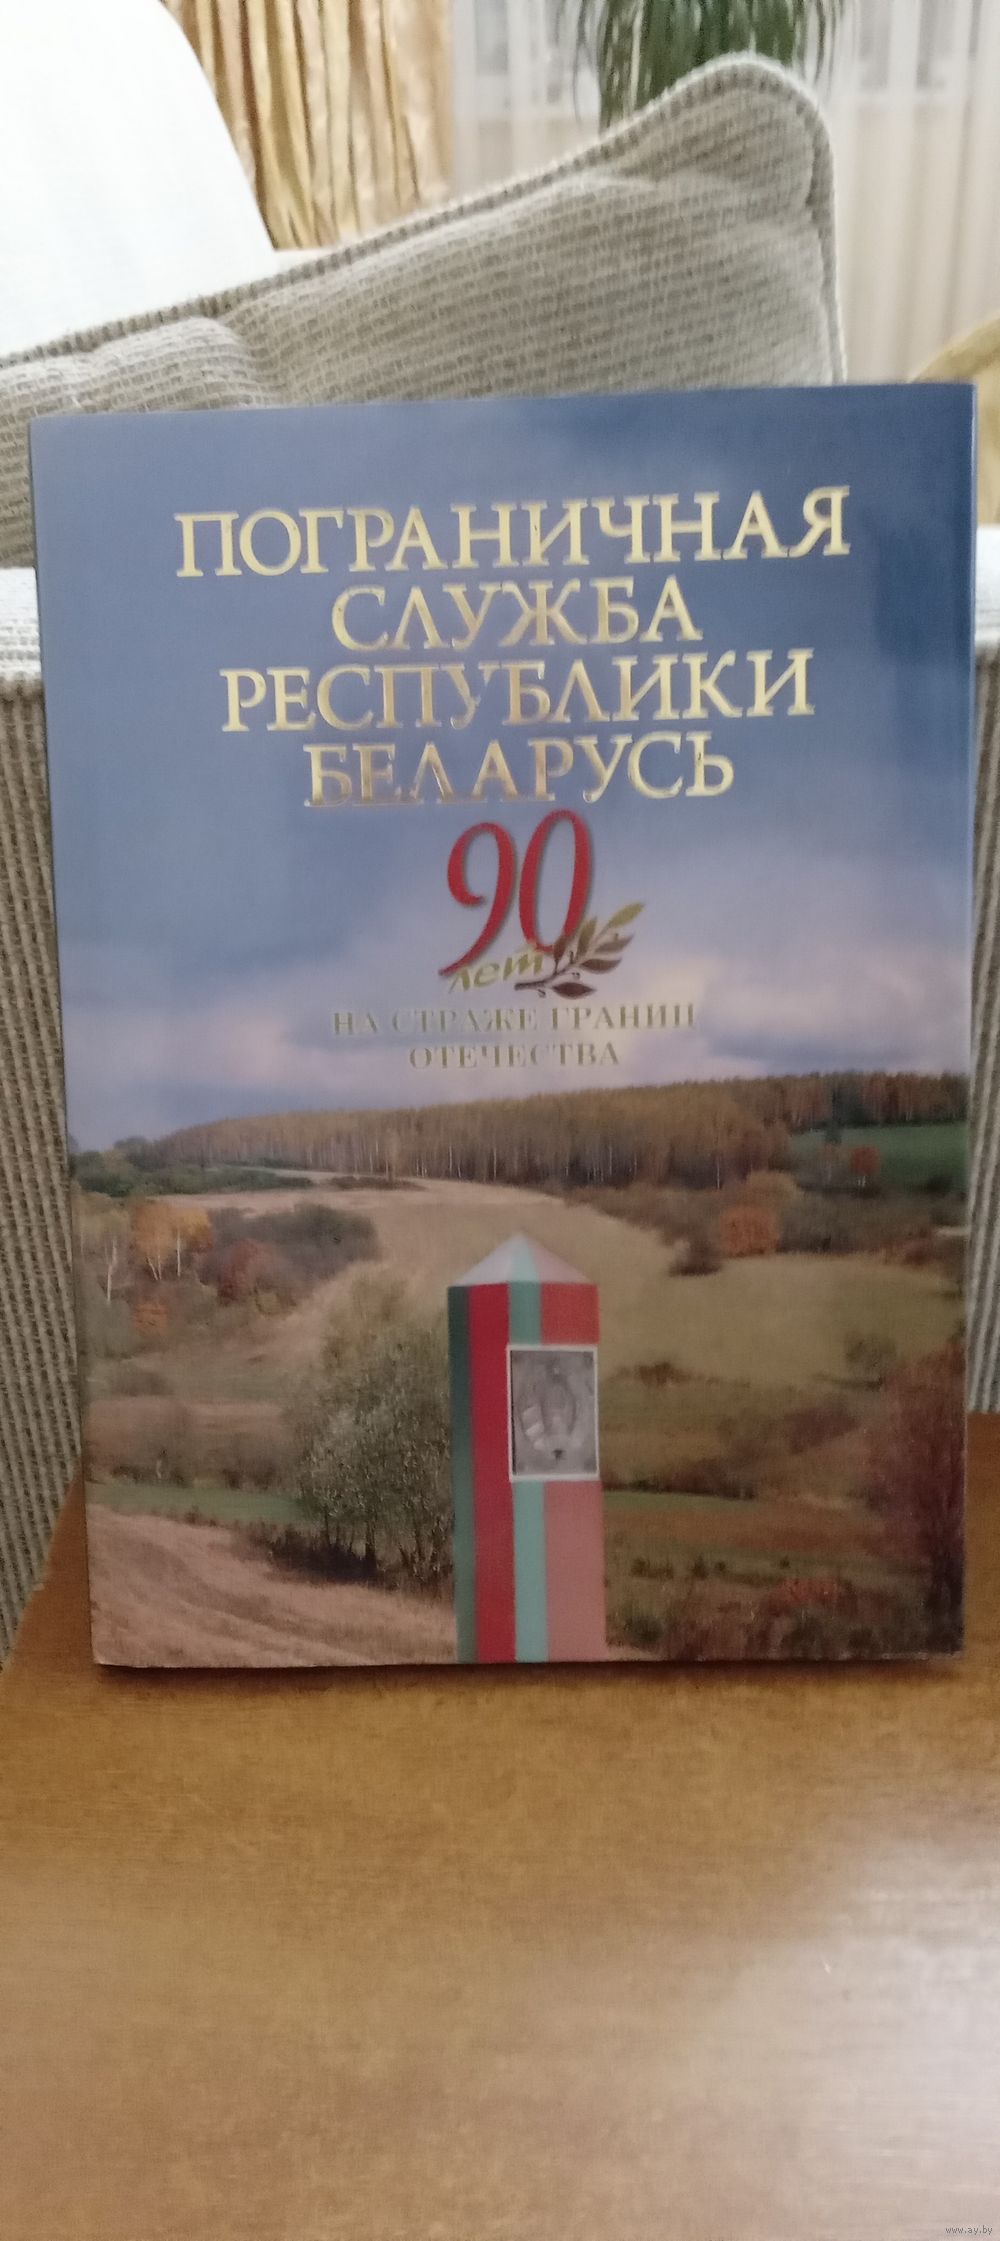 ПОГРАНИЧНАЯ
СЛУЖБА
РЕСПУБЛИКИ
БЕЛАРУСЬ
90
лет
НА СТРАЖЕ ГРАНИЦ
ОТЕЧЕСТВА
www.ay.by